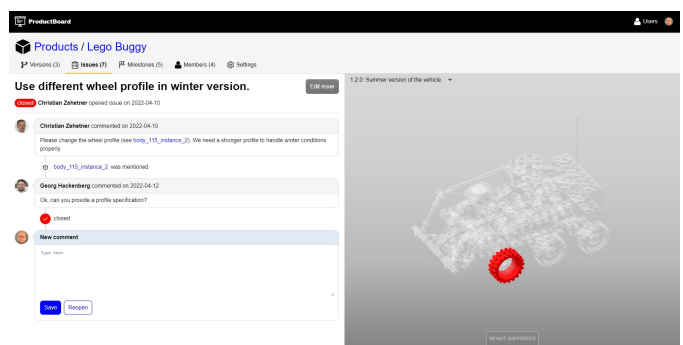 ProductBoard
Users
Products / Lego Buggy
Versions (3) Issues (7) Milestones (5) Members (4) Settings
Use different wheel profile in winter version.
Edit issue
closed Christian Zehetner opened issue on 2022-04-10
Christian Zehetner commented on 2022-04-10
Please change the wheel profile (see body_115_instance_2). We need a stronger profile to handle winter conditions
properly.
body_115_instance_2 was mentioned
Georg Hackenberg commented on 2022-04-12
Ok, can you provide a profile specification?
closed
New comment
Type text
Save Reopen
1.2.0: Summer version of the vehicle.
VR NOT SUPPORTED